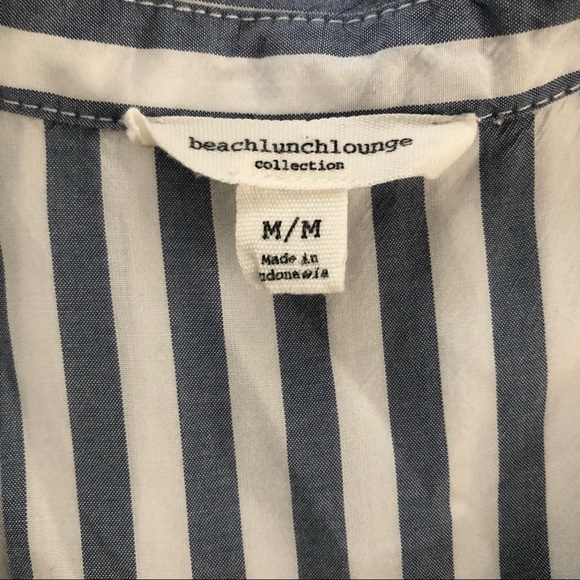 beachlunchlounge
collection
M/M
Made in
ndonesia